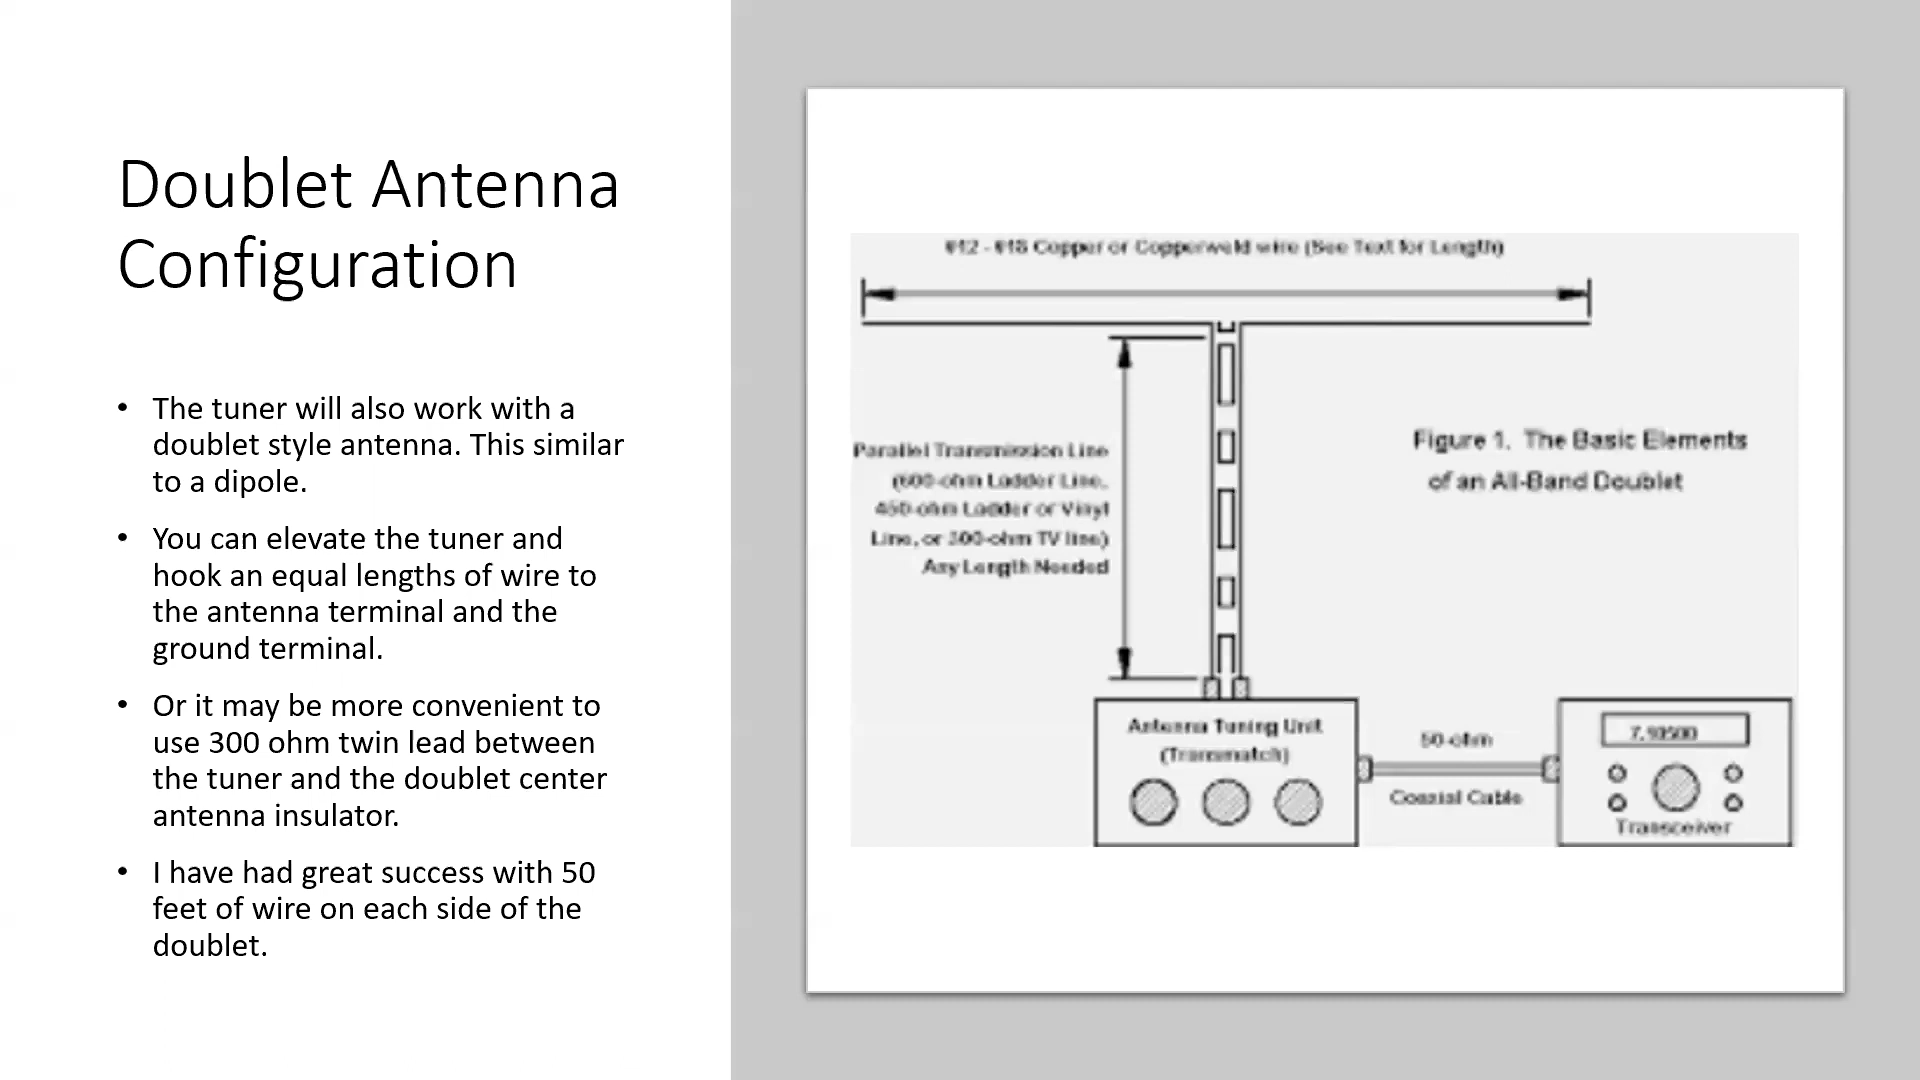 Doublet Antenna
Configuration
• The tuner will also work with a
doublet style antenna. This similar
to a dipole.
• You can elevate the tuner and
hook an equal lengths of wire to
the antenna terminal and the
ground terminal.
• Or it may be more convenient to
use 300 ohm twin lead between
the tuner and the doublet center
antenna insulator.
• I have had great success with 50
feet of wire on each side of the
doublet.
#12 - #18 Copper or Copperweld wire (See Text for Length)
Parallel Transmission Line
(600-ohm Ladder Line,
450-ohm Ladder or Vinyl
Line, or 300-ohm TV line)
Any Length Needed
Figure 1. The Basic Elements
of an All-Band Doublet
Antenna Tuning Unit
(Transmatch)
50-ohm
Coaxial Cable
Transceiver